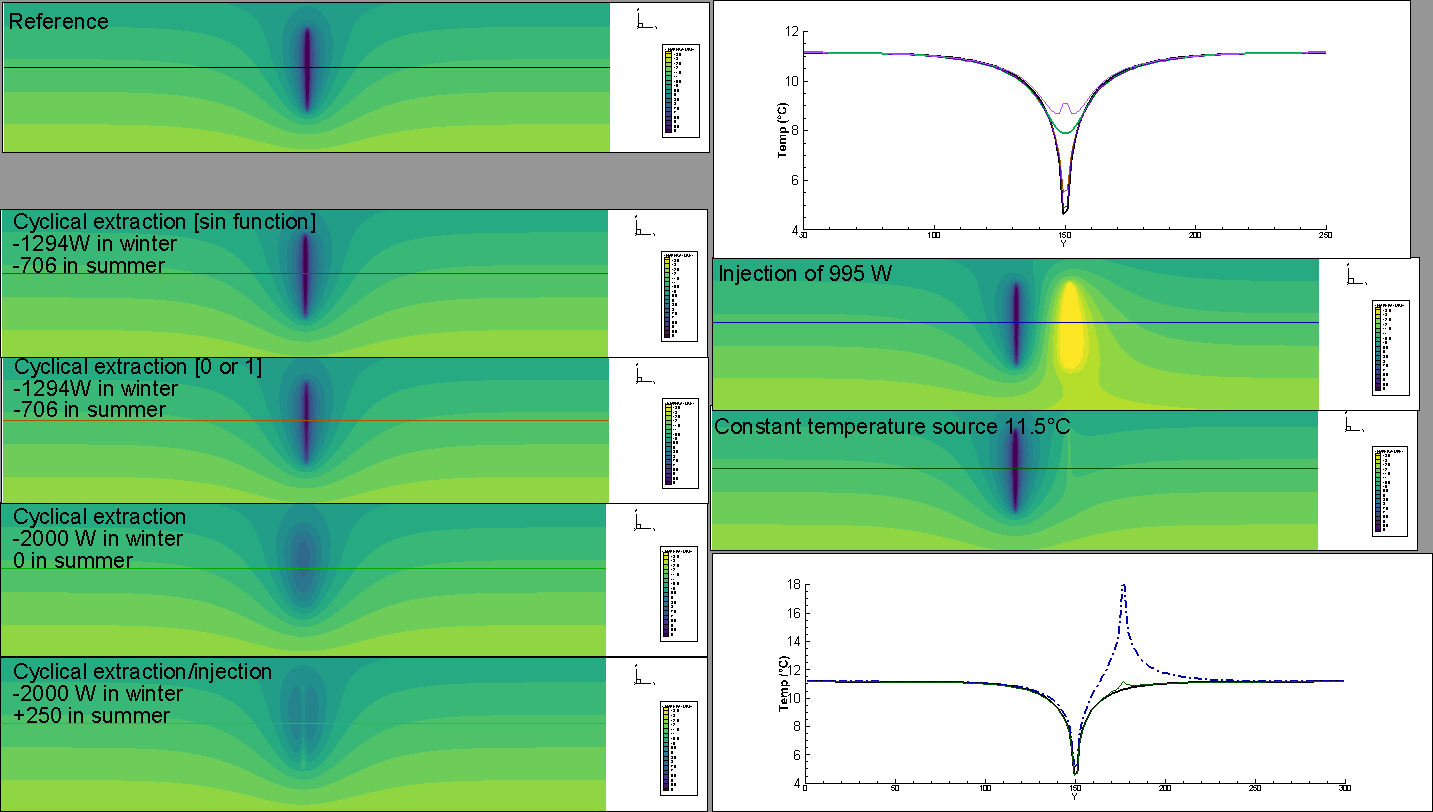 Reference
Cyclical extraction [sin function]
-1294W in winter
-706 in summer
Cyclical extraction [0 or 1]
-1294W in winter
-706 in summer
Cyclical extraction
-2000 W in winter
0 in summer
Cyclical extraction/injection
-2000 W in winter
+250 in summer
12
10
8
6
4
Temp (°C)
100
150
200
250
Y
Injection of 995 W
Constant temperature source 11.5°C
18
16
14
12
10
8
6
4
Temp (°C)
0
50
100
150
200
250
300
Y